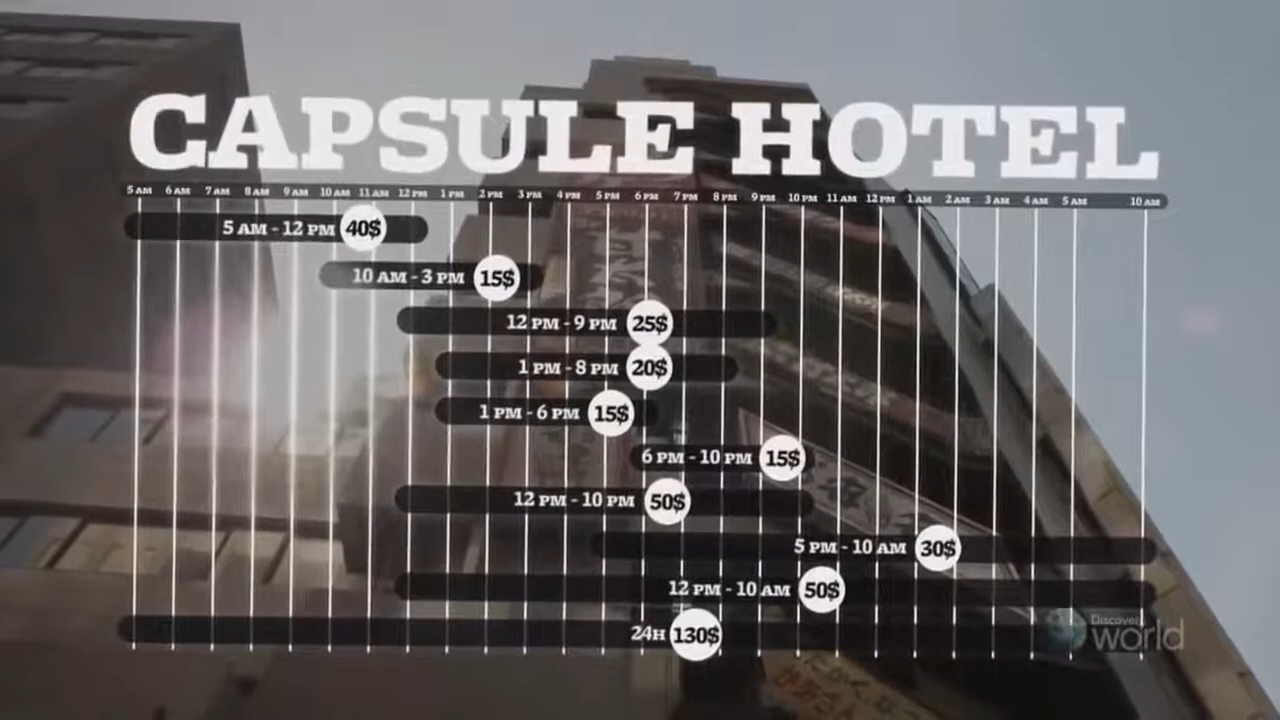 CAPSULE HOTEL
5 AM 6 AM 7 AM 8 AM 9 AM 10 AM 11 AM 12 PM 1 PM 2 PM 3 PM 4 PM 5 PM 6 PM 7 PM 8 PM 9 PM 10 PM 11 AM 12 PM 1 AM 2 AM 3 AM 4 AM 5 AM 10 AM
5 AM - 12 PM 40$
10 AM - 3 PM 15$
12 PM - 9 PM 25$
1 PM - 8 PM 20$
1 PM - 6 PM 15$
6 PM - 10 PM 15$
12 PM - 10 PM 50$
5 PM - 10 AM 30$
12 PM - 10 AM 50$
24H 130$
Discovery
world